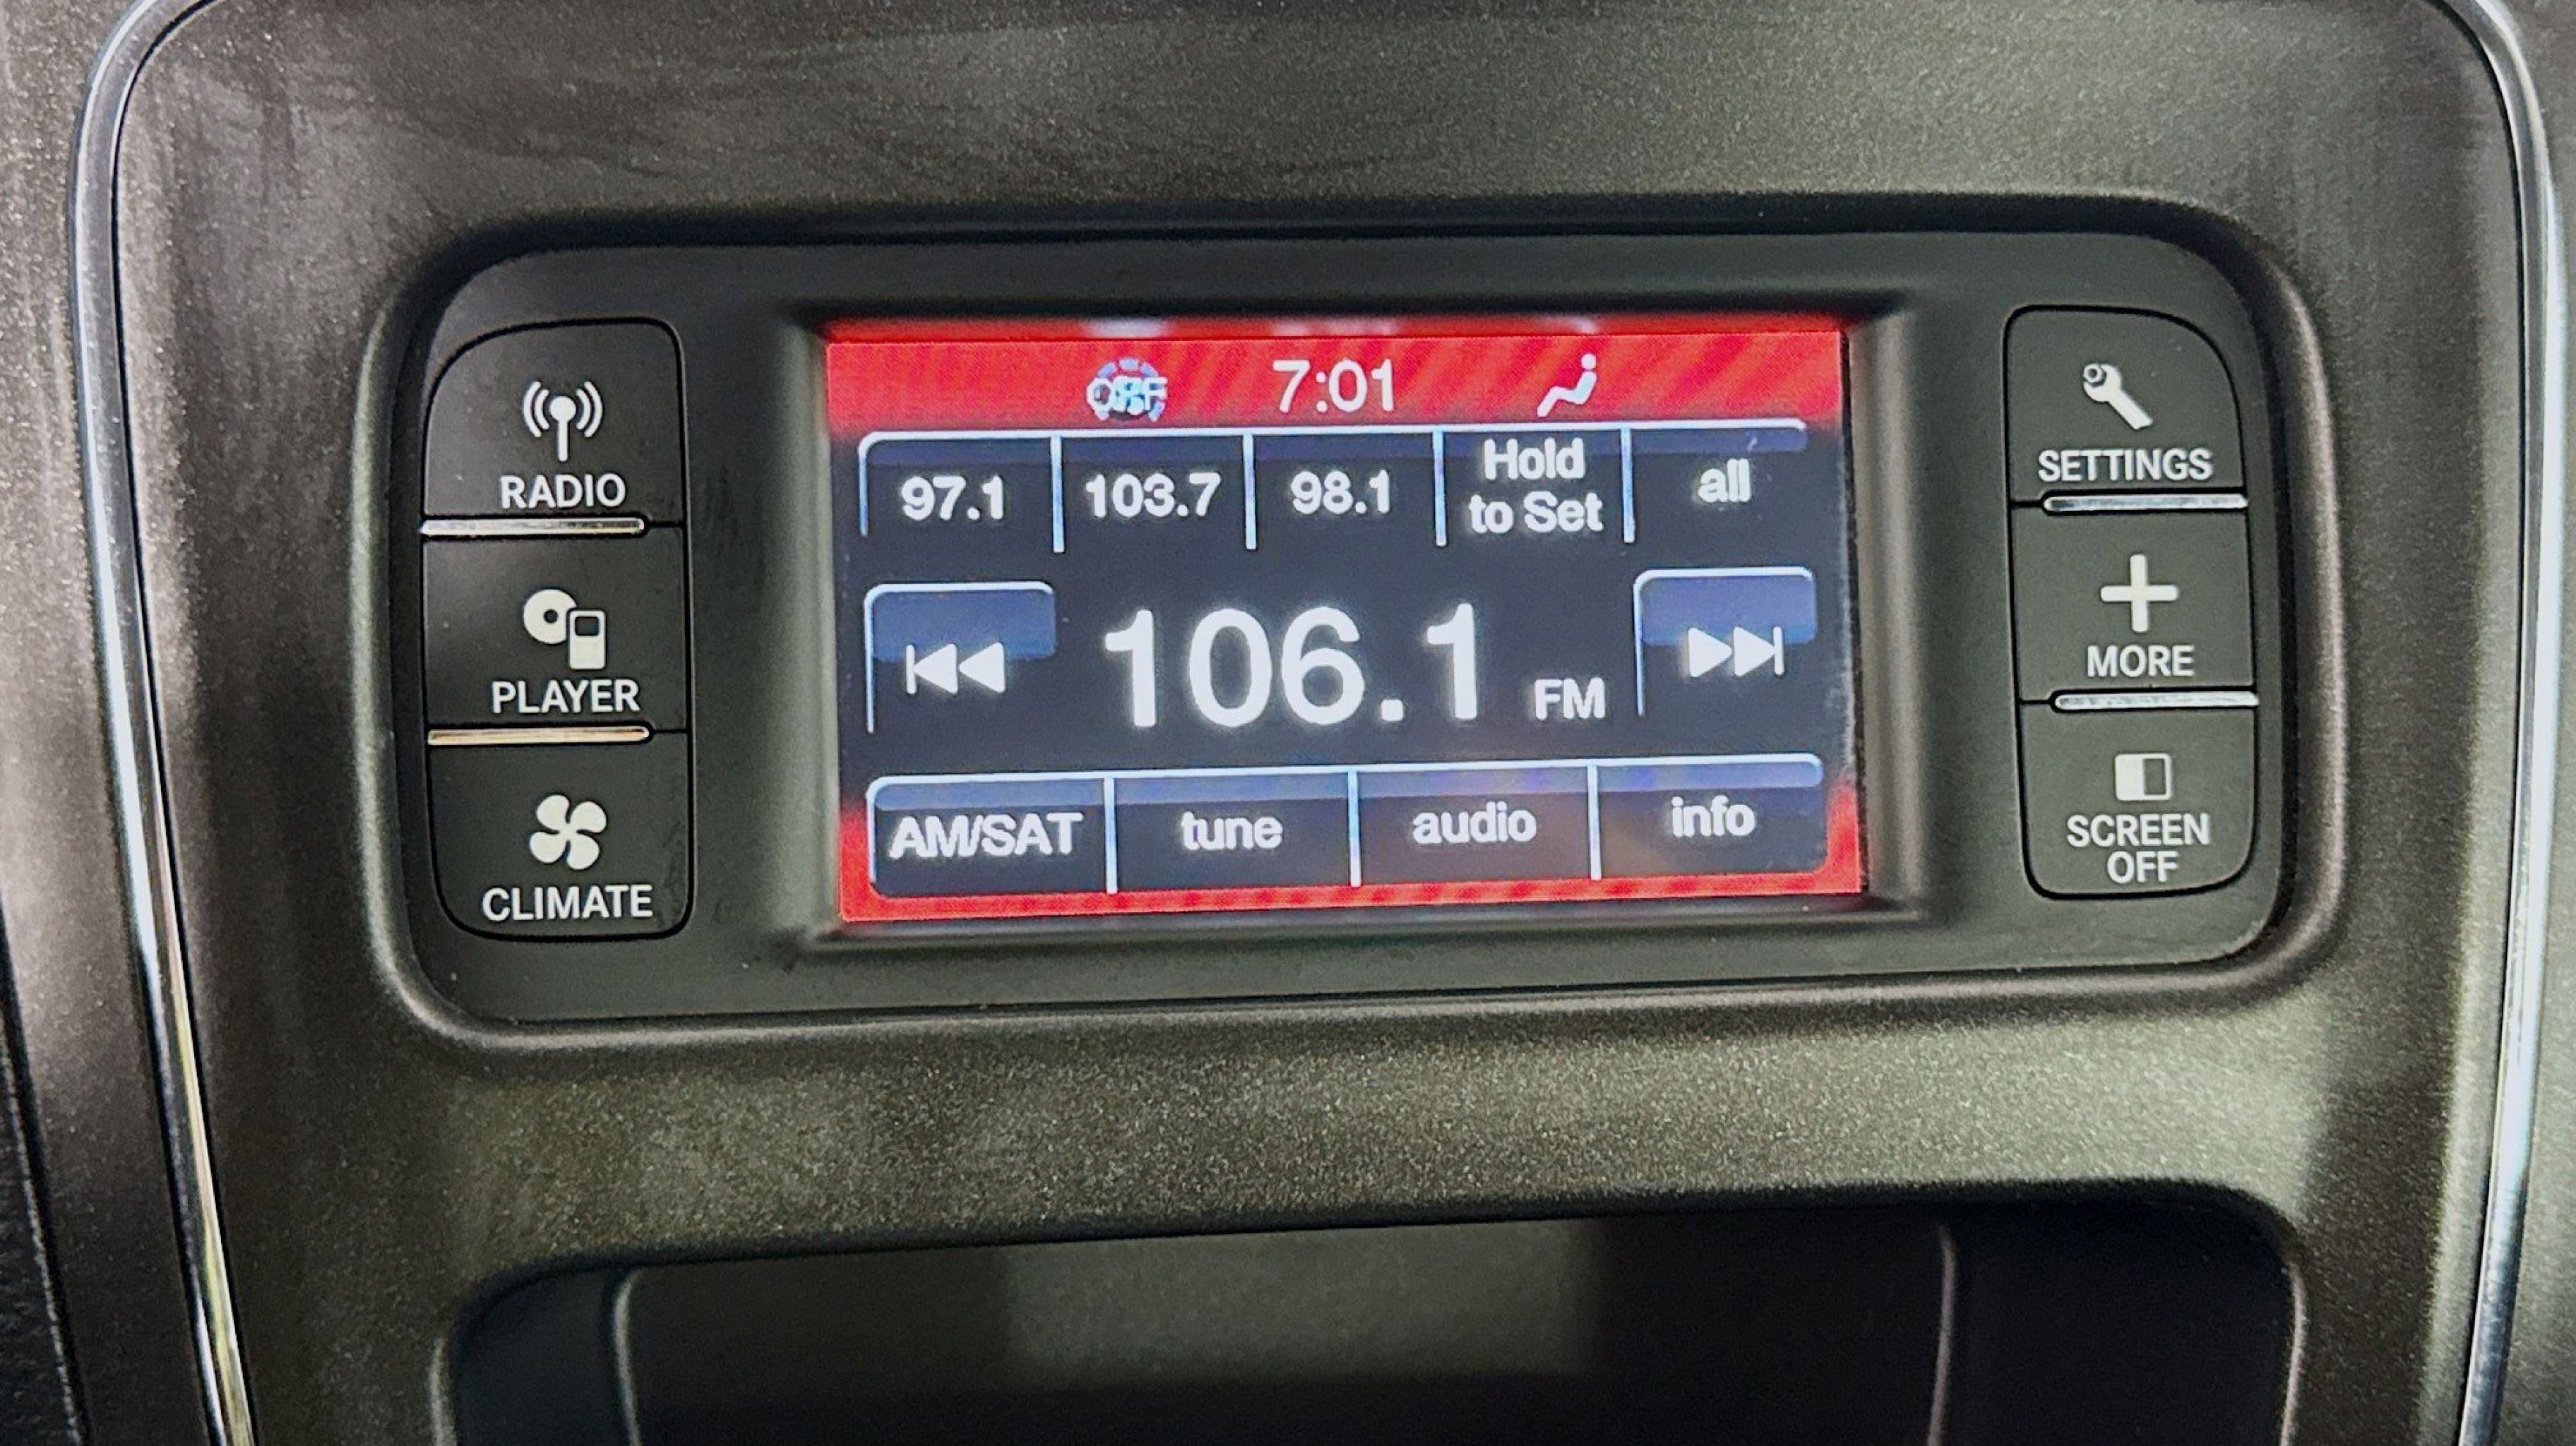 OFF 7:01
97.1 103.7 98.1 Hold to Set all
106.1 FM
AM/SAT tune audio info
RADIO
PLAYER
CLIMATE
SETTINGS
MORE
SCREEN
OFF